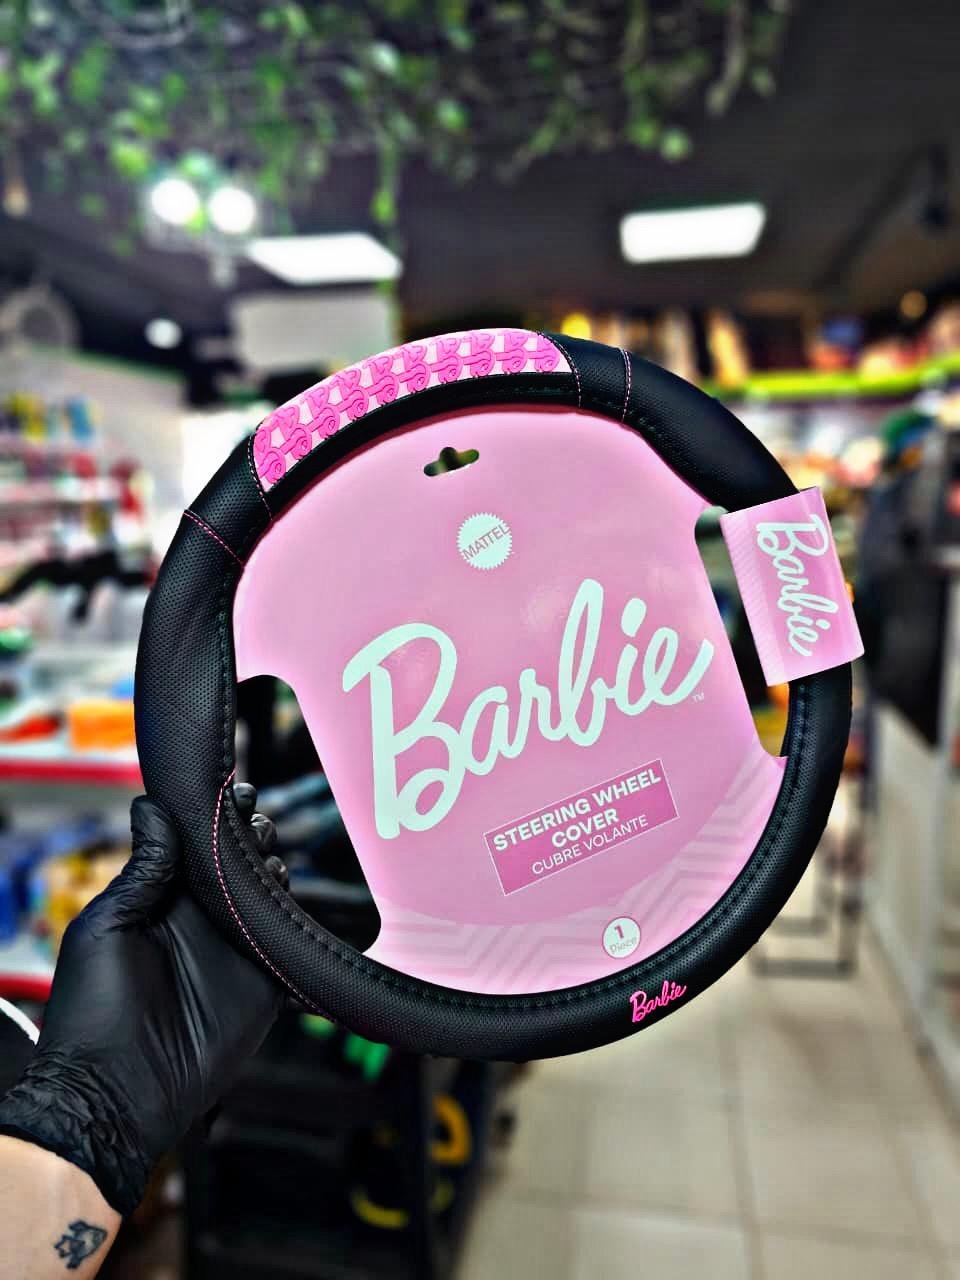 MATTEL
Barbie
Barbie
TM
STEERING WHEEL
COVER
CUBRE VOLANTE
1
Piece
Barbie